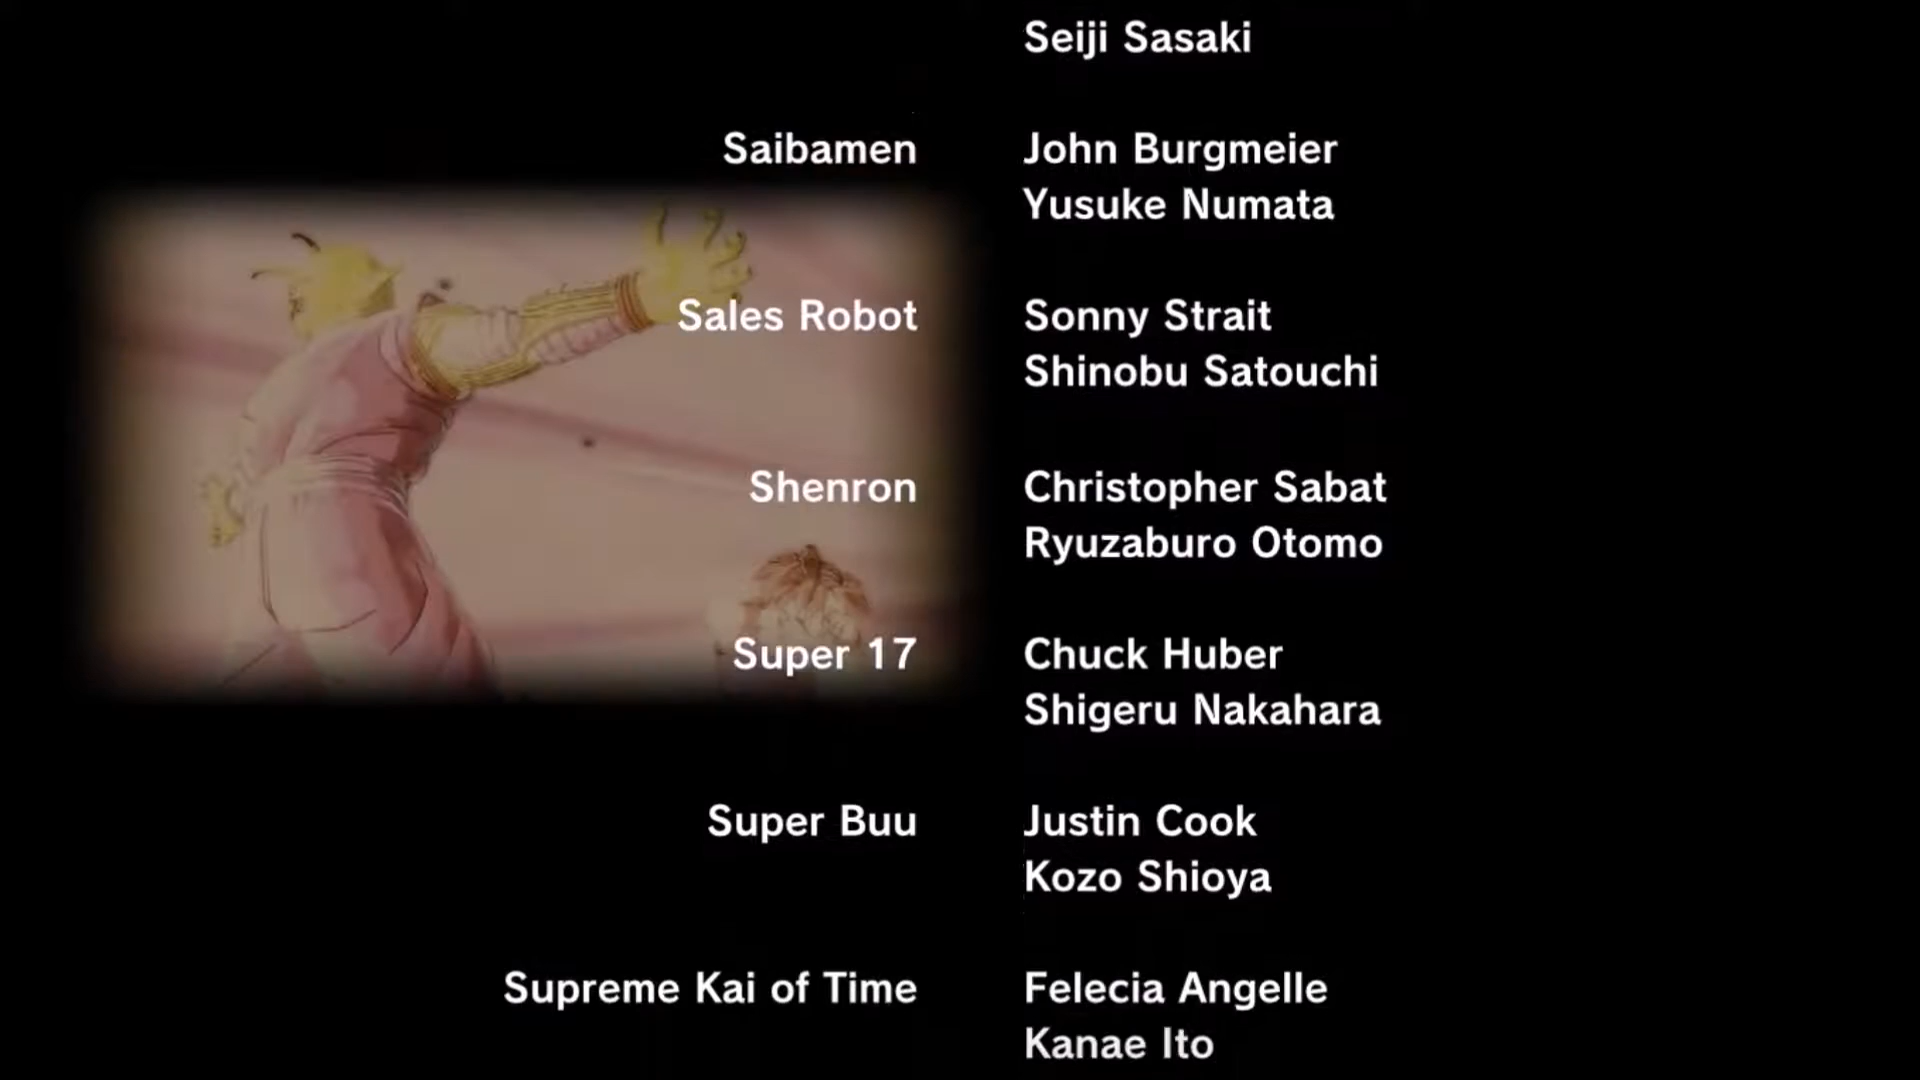 Seiji Sasaki
Saibamen John Burgmeier
Yusuke Numata
Sales Robot Sonny Strait
Shinobu Satouchi
Shenron Christopher Sabat
Ryuzaburo Otomo
Super 17 Chuck Huber
Shigeru Nakahara
Super Buu Justin Cook
Kozo Shioya
Supreme Kai of Time Felecia Angelle
Kanae Ito